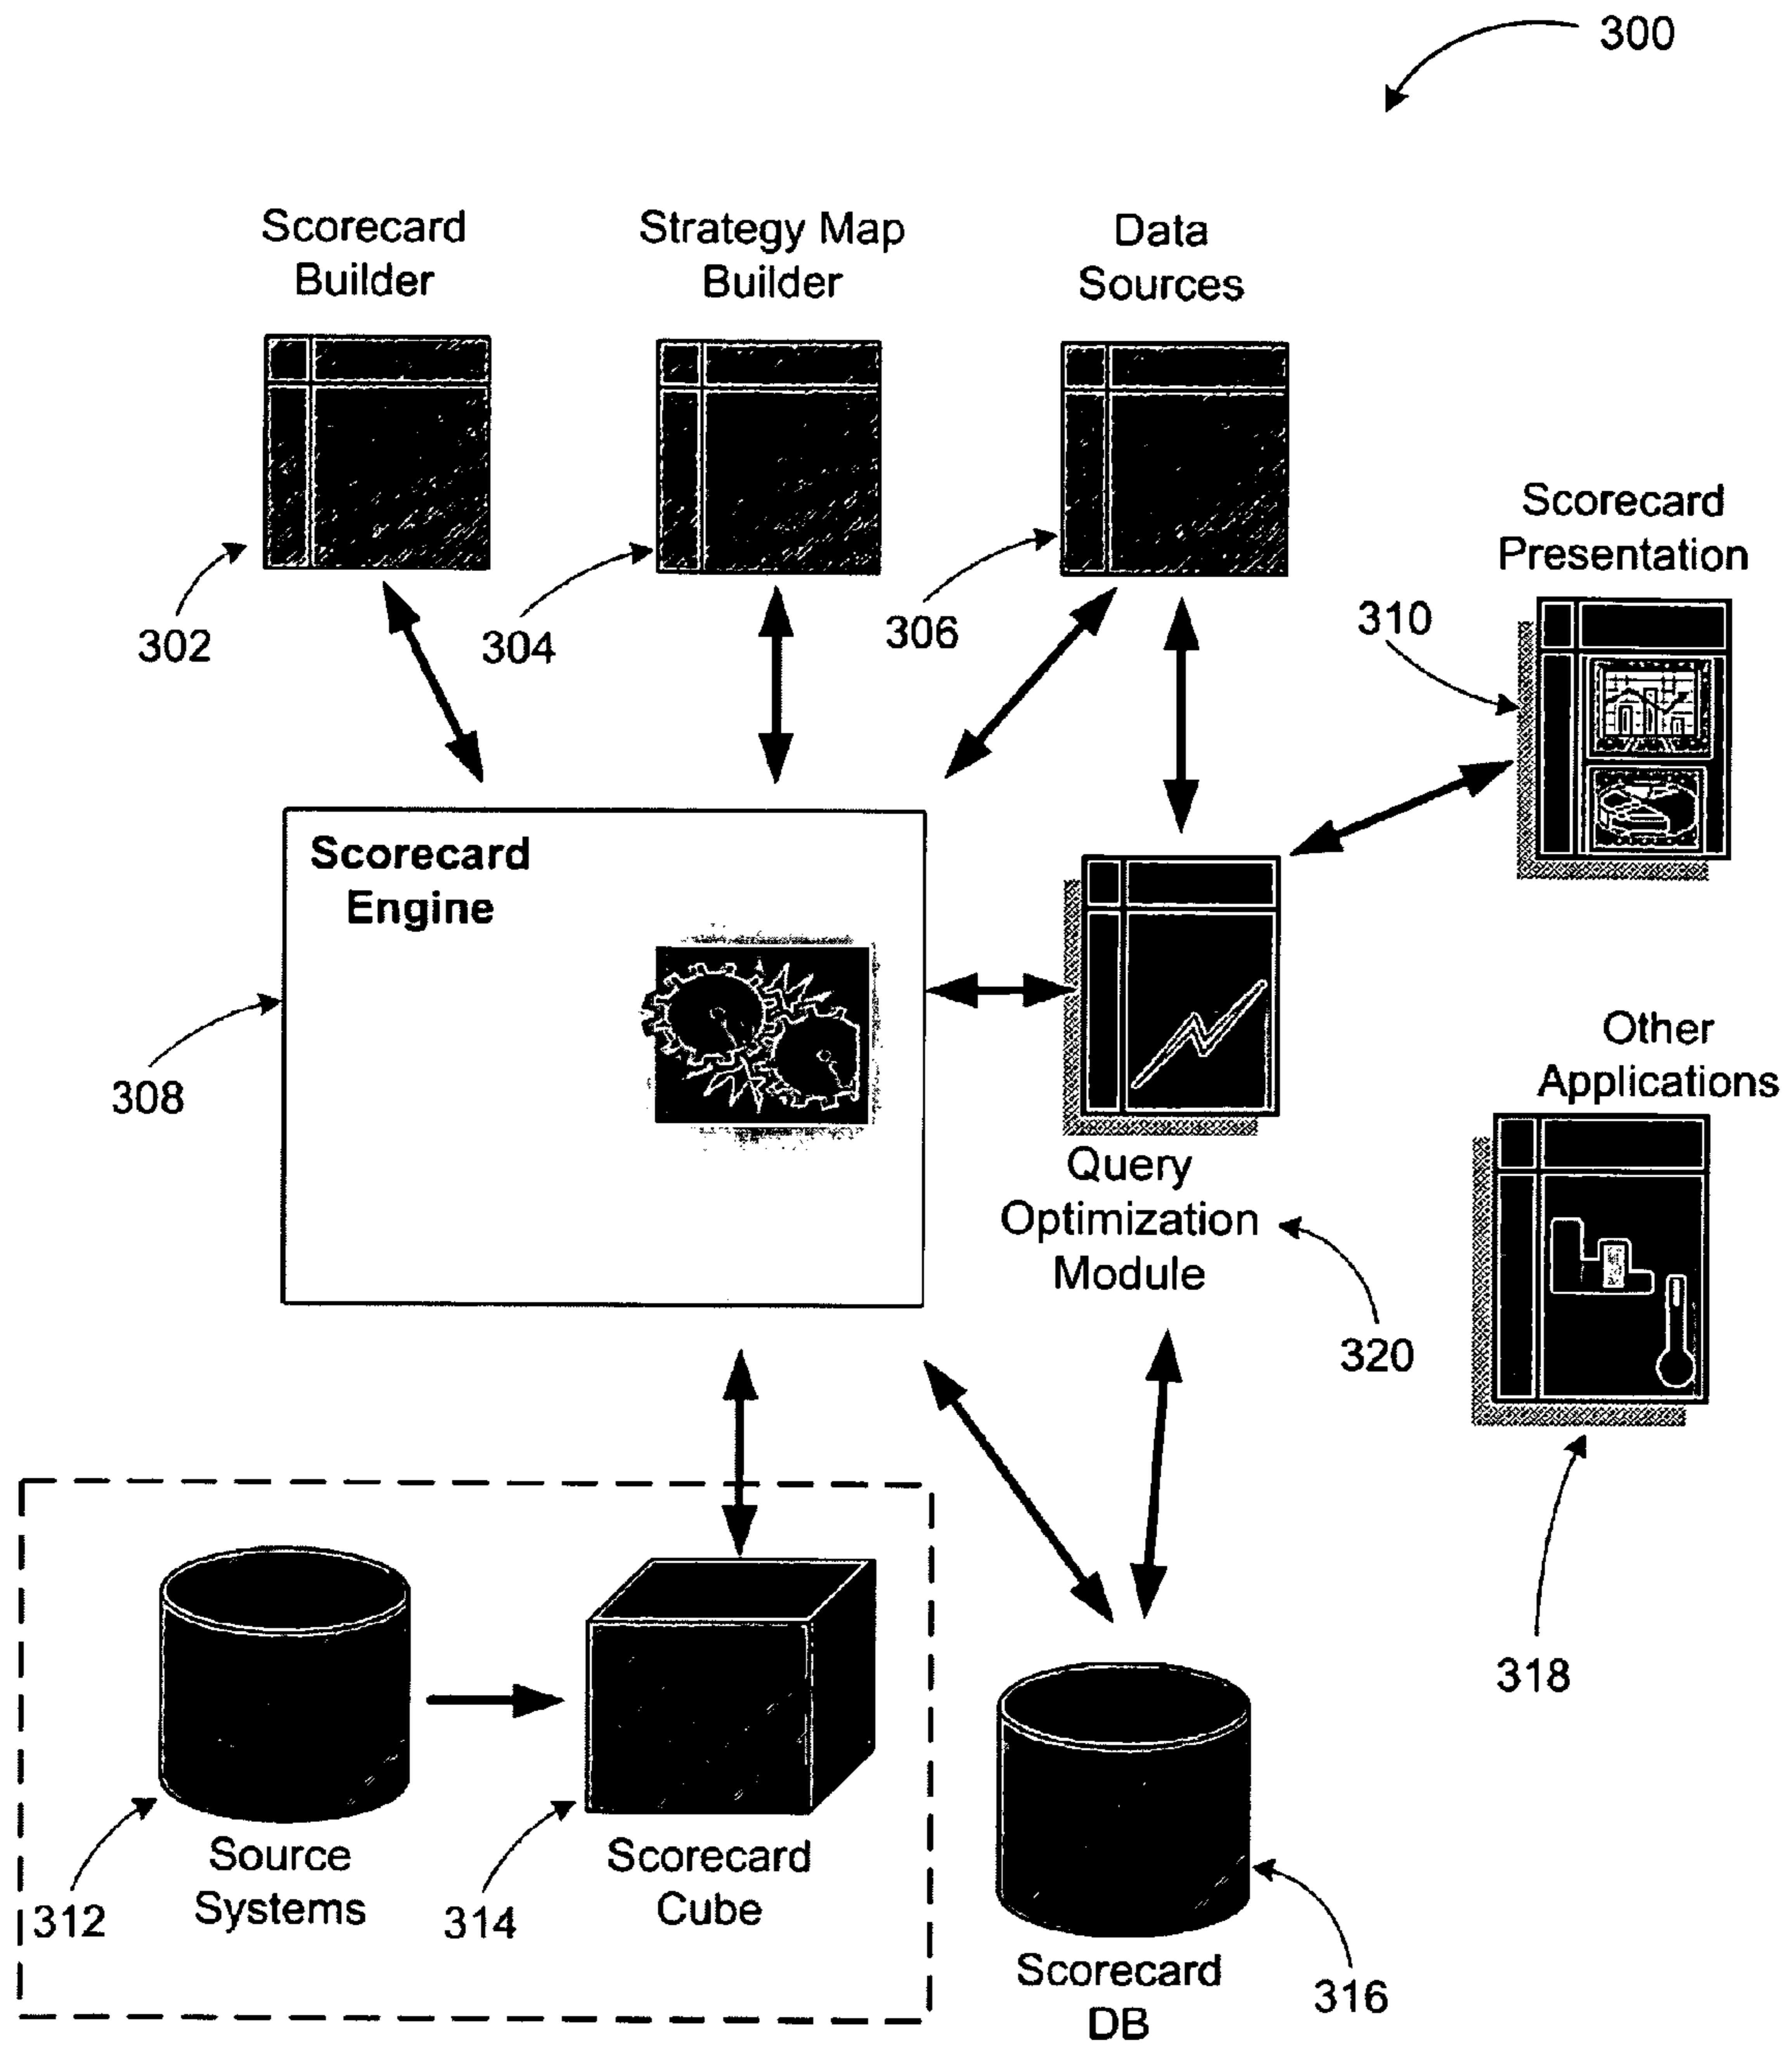 300
Scorecard
Builder
Strategy Map
Builder
Data
Sources
302
304
306
Scorecard
Presentation
310
Scorecard
Engine
308
Query
Optimization
Module
320
Other
Applications
318
312
Source
Systems
314
Scorecard
Cube
Scorecard
DB
316